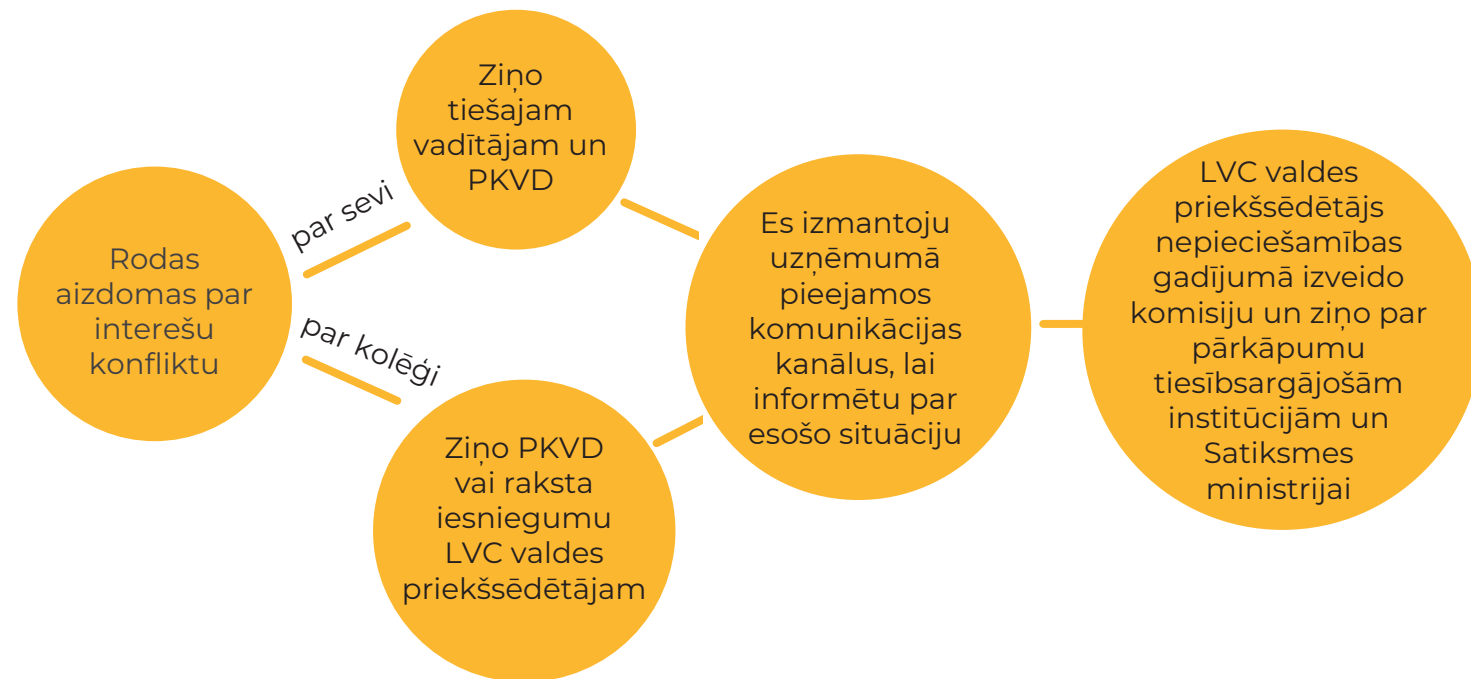 Rodas
aizdomas par
interešu
konfliktu
par sevi
Ziņo
tiešajam
vadītājam un
PKVD
par kolēģi
Ziņo PKVD
vai raksta
iesniegumu
LVC valdes
priekšsēdētājam
Es izmantoju
uzņēmumā
pieejamos
komunikācijas
kanālus, lai
informētu par
esošo situāciju
LVC valdes
priekšsēdētājs
nepieciešamības
gadījumā izveido
komisiju un ziņo par
pārkāpumu
tiesībsargājošām
institūcijām un
Satiksmes
ministrijai